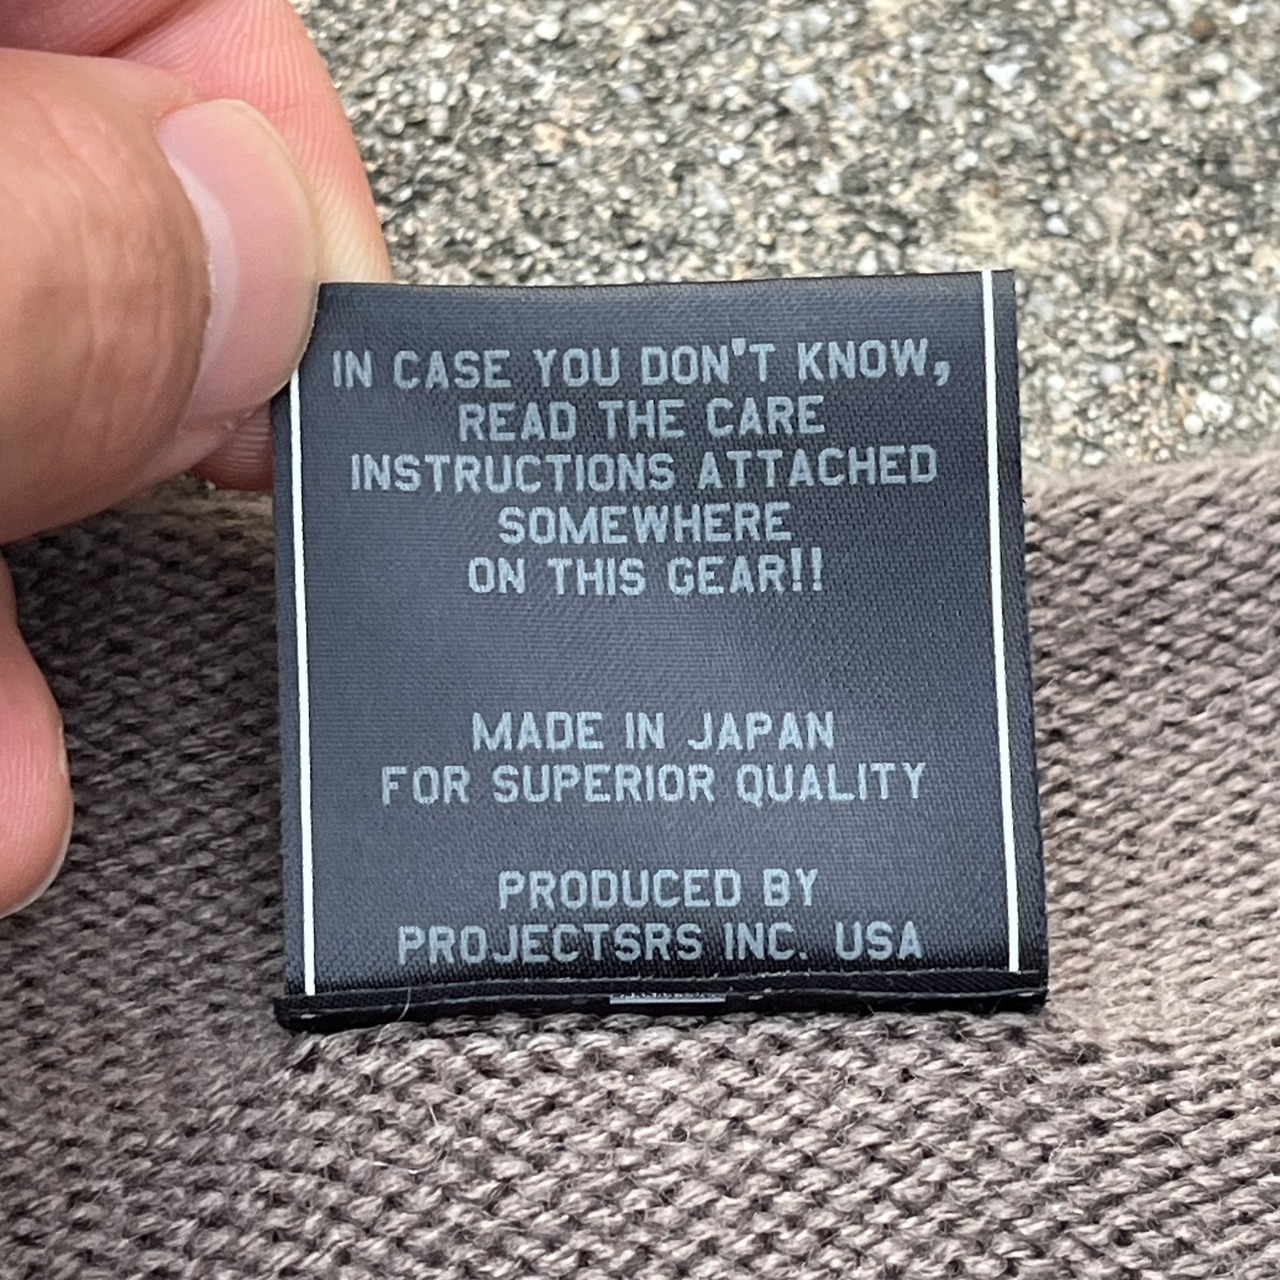 IN CASE YOU DON'T KNOW,
READ THE CARE
INSTRUCTIONS ATTACHED
SOMEWHERE
ON THIS GEAR!!
MADE IN JAPAN
FOR SUPERIOR QUALITY
PRODUCED BY
PROJECTSRS INC. USA